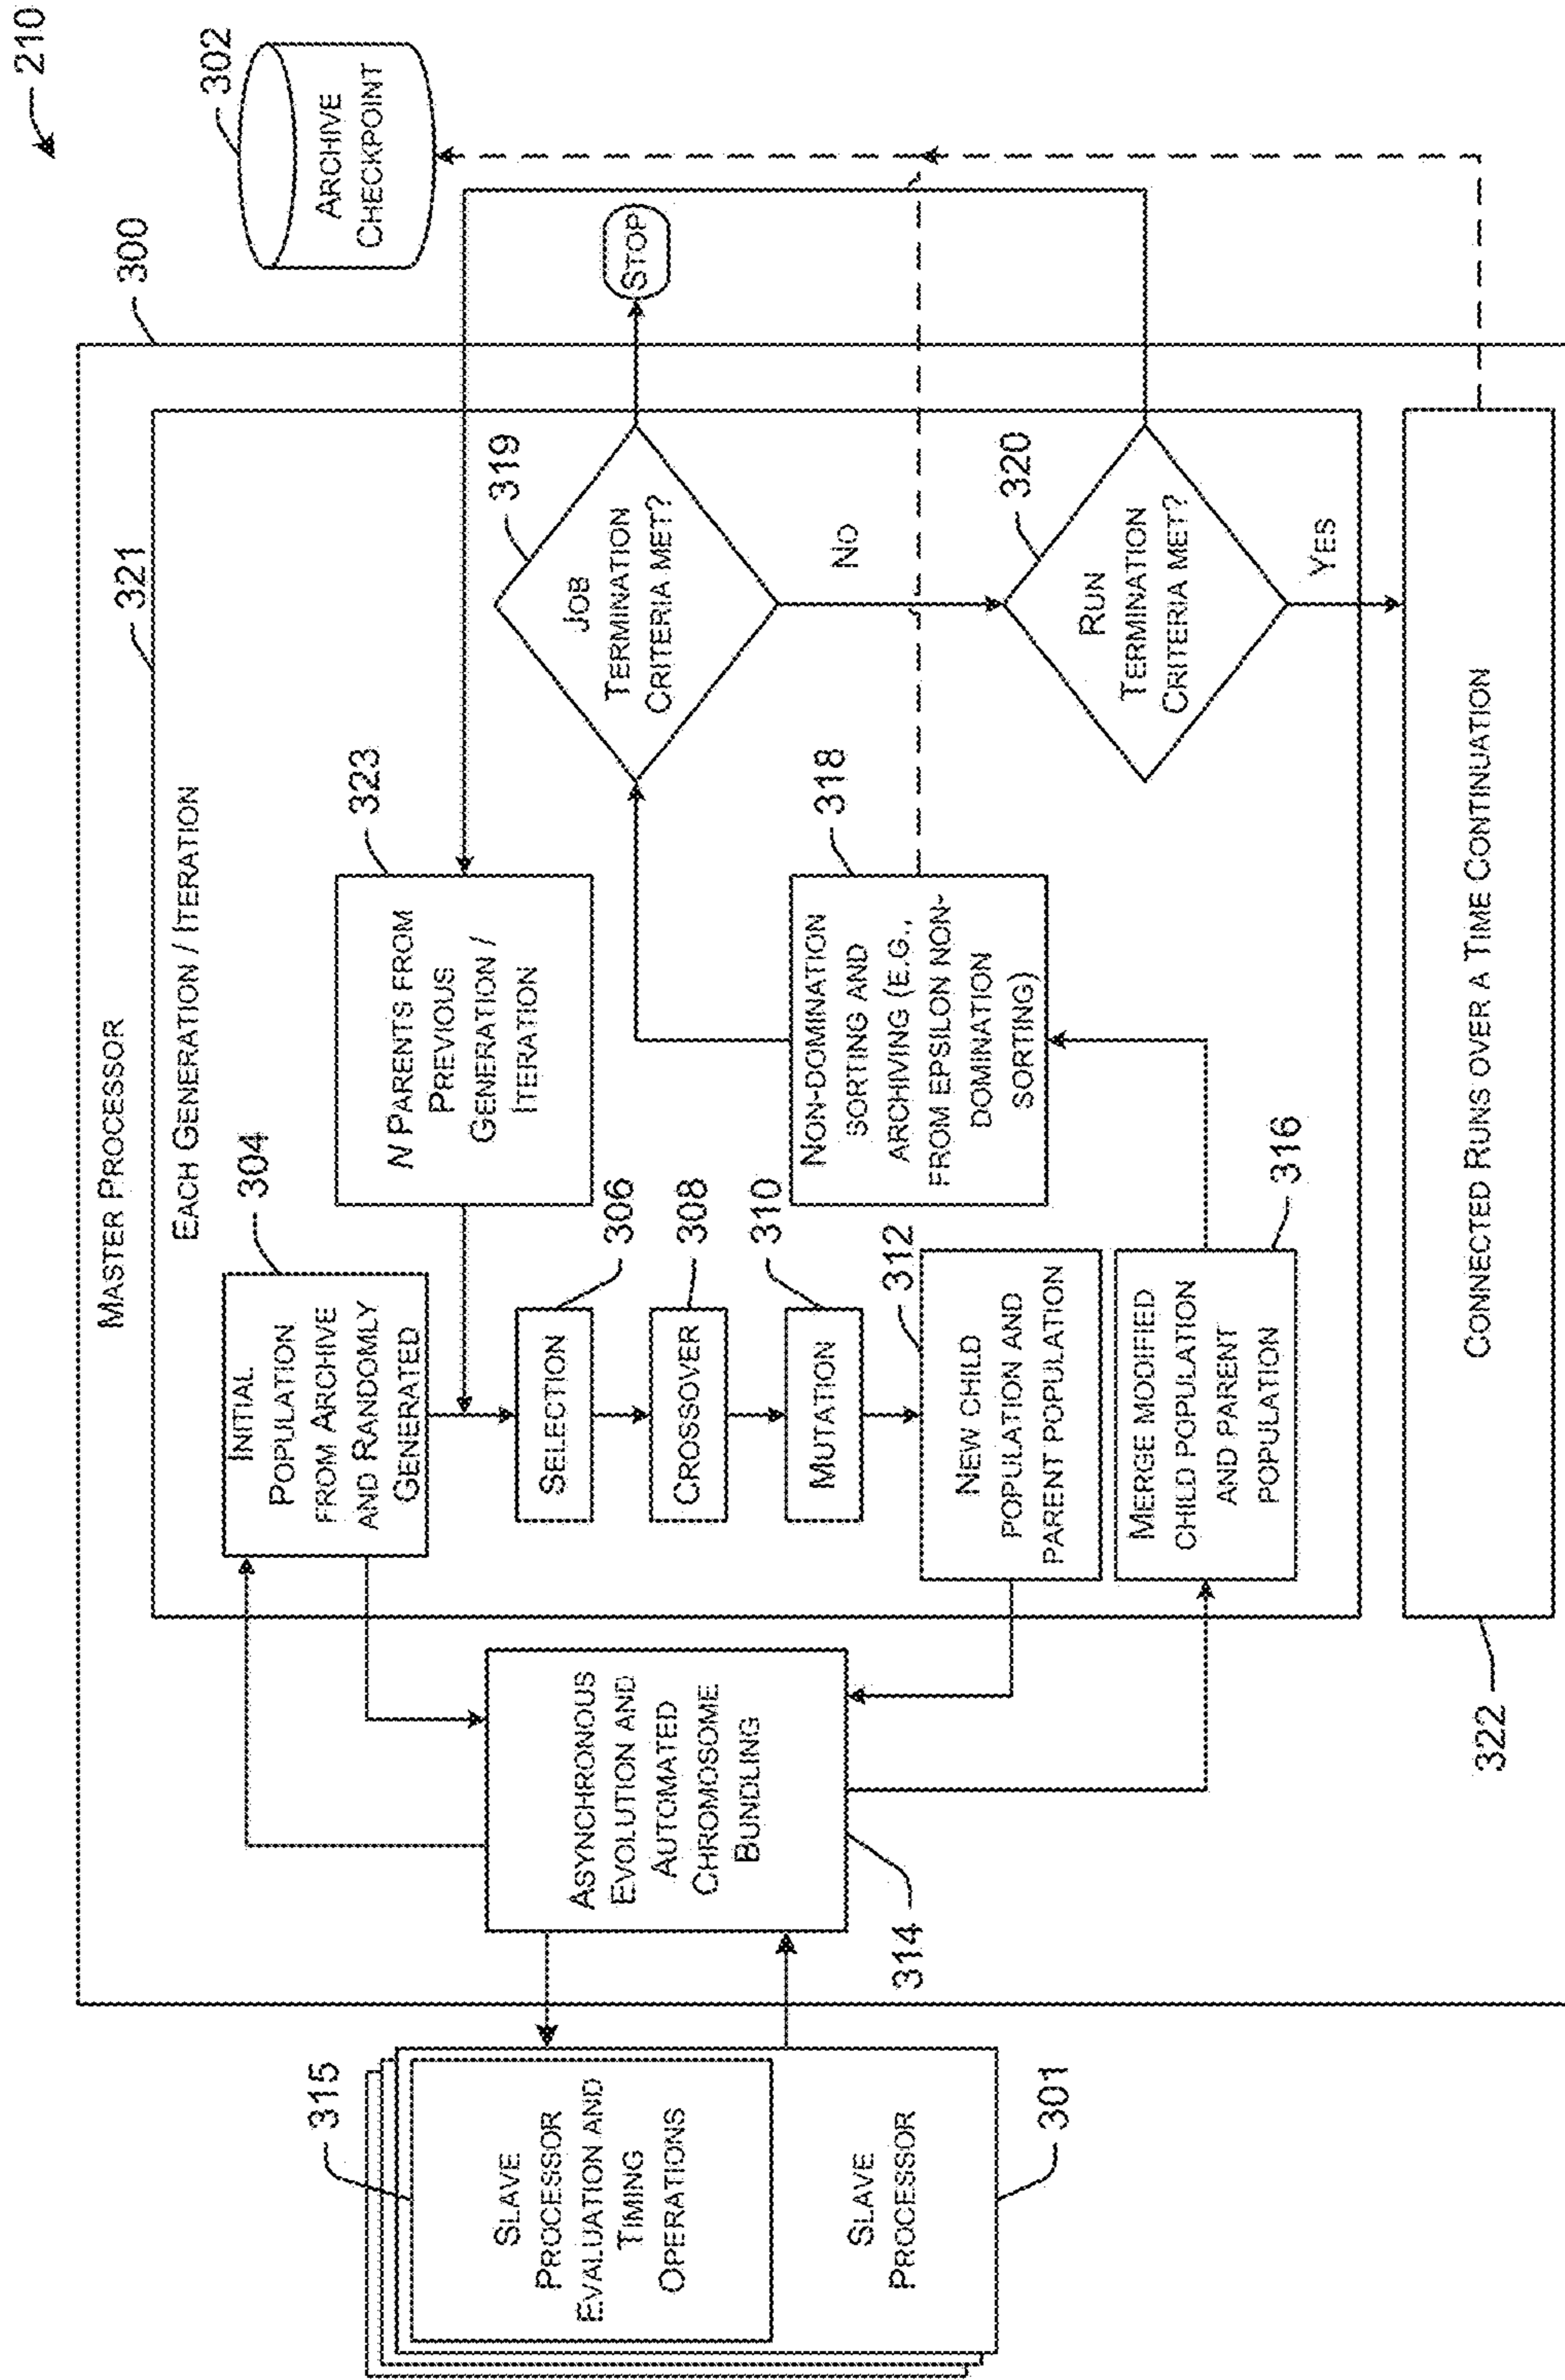 210
302
ARCHIVE
CHECKPOINT
300
MASTER PROCESSOR
321
EACH GENERATION / ITERATION
304
INITIAL
POPULATION
FROM ARCHIVE
AND RANDOMLY
GENERATED
323
N PARENTS FROM
PREVIOUS
GENERATION /
ITERATION
306
SELECTION
308
CROSSOVER
310
MUTATION
312
NEW CHILD
POPULATION AND
PARENT POPULATION
316
MERGE MODIFIED
CHILD POPULATION
AND PARENT
POPULATION
318
NON-DOMINATION
SORTING AND
ARCHIVING (E.G.,
FROM EPSILON NON-
DOMINATION
SORTING)
319
JOB
TERMINATION
CRITERIA MET?
STOP
NO
320
RUN
TERMINATION
CRITERIA MET?
YES
CONNECTED RUNS OVER A TIME CONTINUATION
322
ASYNCHRONOUS
EVOLUTION AND
AUTOMATED
CHROMOSOME
BUNDLING
314
315
SLAVE
PROCESSOR
EVALUATION AND
TIMING
OPERATIONS
SLAVE
PROCESSOR
301